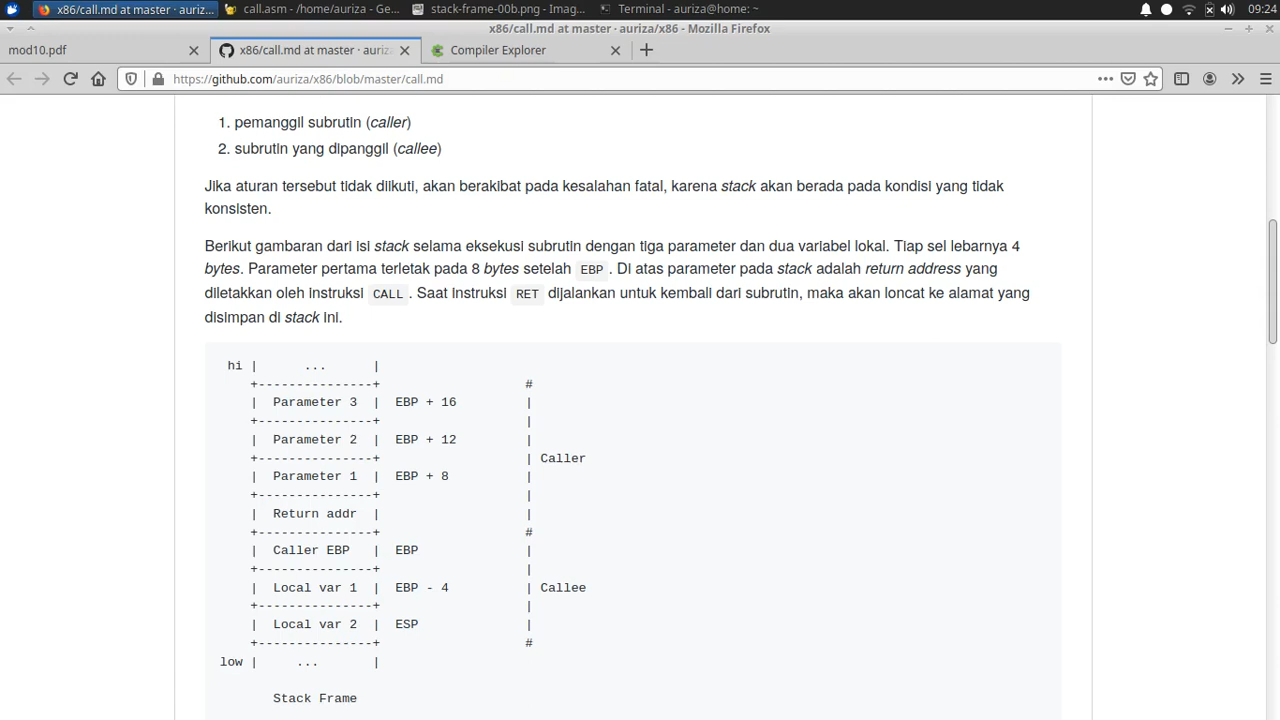 x86/call.md at master · auriz...
call.asm - /home/auriza - Ge...
stack-frame-00b.png - Imag...
Terminal - auriza@home: ~
09:24
x86/call.md at master · auriza/x86 - Mozilla Firefox
mod10.pdf
x86/call.md at master · auriza
Compiler Explorer
https://github.com/auriza/x86/blob/master/call.md
1. pemanggil subrutin (caller)
2. subrutin yang dipanggil (callee)
Jika aturan tersebut tidak diikuti, akan berakibat pada kesalahan fatal, karena stack akan berada pada kondisi yang tidak
konsisten.
Berikut gambaran dari isi stack selama eksekusi subrutin dengan tiga parameter dan dua variabel lokal. Tiap sel lebarnya 4
bytes. Parameter pertama terletak pada 8 bytes setelah EBP . Di atas parameter pada stack adalah return address yang
diletakkan oleh instruksi CALL . Saat instruksi RET dijalankan untuk kembali dari subrutin, maka akan loncat ke alamat yang
disimpan di stack ini.
 hi |      ...      |
    +---------------+                   #
    |  Parameter 3  |  EBP + 16         |
    +---------------+                   |
    |  Parameter 2  |  EBP + 12         |
    +---------------+                   | Caller
    |  Parameter 1  |  EBP + 8          |
    +---------------+                   |
    |  Return addr  |                   |
    +---------------+                   #
    |  Caller EBP   |  EBP              |
    +---------------+                   |
    |  Local var 1  |  EBP - 4          | Callee
    +---------------+                   |
    |  Local var 2  |  ESP              |
    +---------------+                   #
low |     ...       |
       Stack Frame